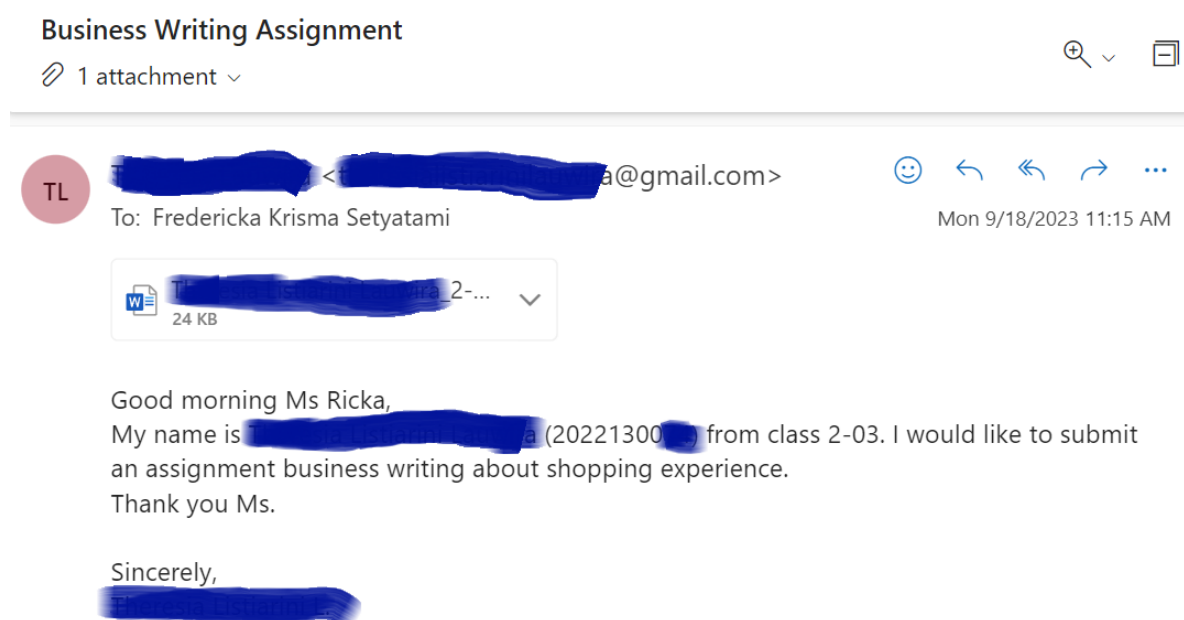 Business Writing Assignment
1 attachment
TL
< a@gmail.com>
To: Fredericka Krisma Setyatami
Mon 9/18/2023 11:15 AM
_2-...
24 KB
Good morning Ms Ricka,
My name is (20221300 from class 2-03. I would like to submit
an assignment business writing about shopping experience.
Thank you Ms.
Sincerely,